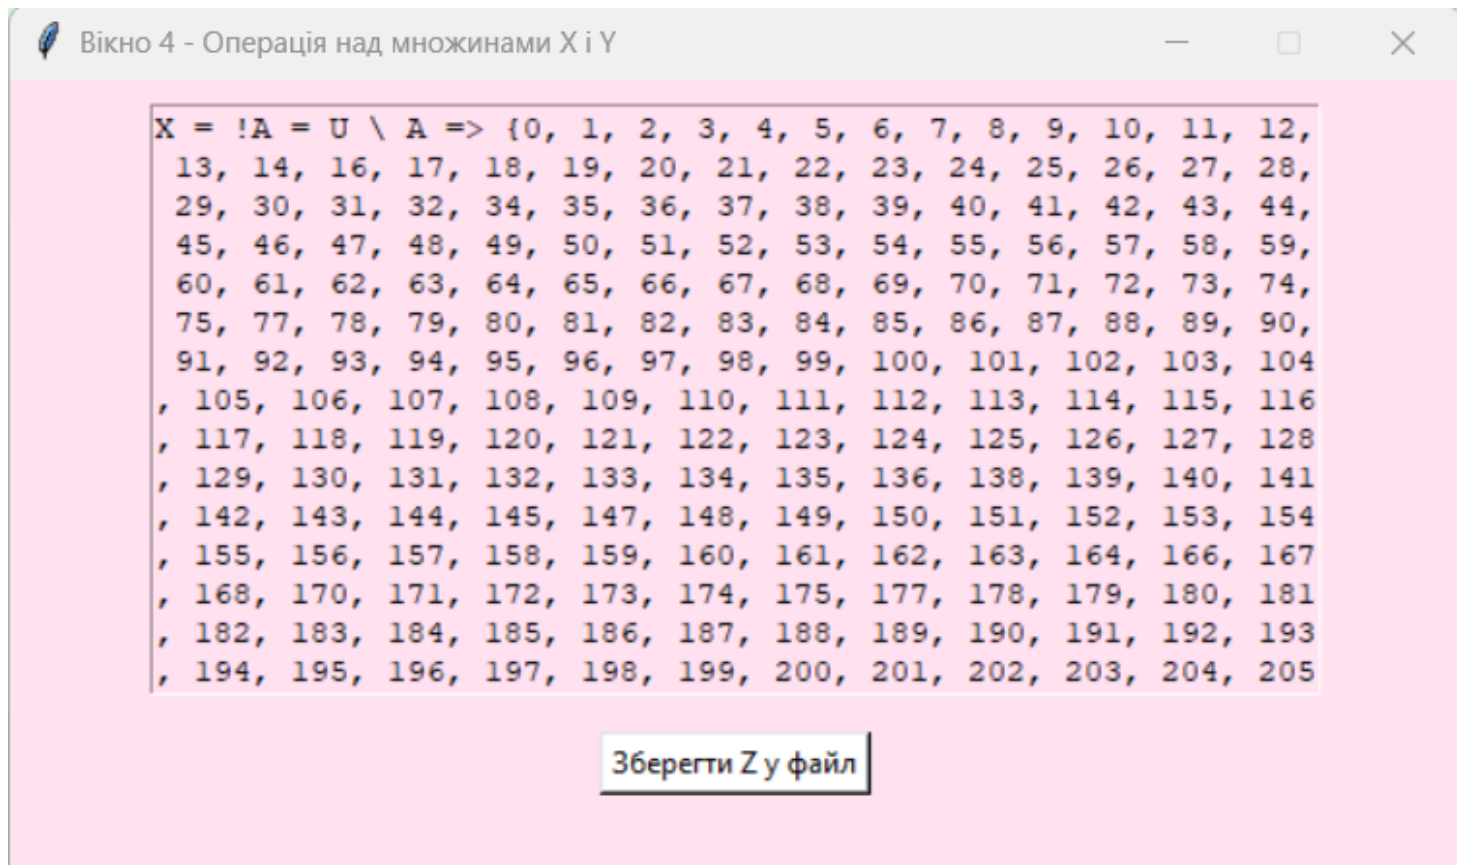 Вікно 4 - Операція над множинами X і Y
X = !A = U \ A => {0, 1, 2, 3, 4, 5, 6, 7, 8, 9, 10, 11, 12,
13, 14, 16, 17, 18, 19, 20, 21, 22, 23, 24, 25, 26, 27, 28,
29, 30, 31, 32, 34, 35, 36, 37, 38, 39, 40, 41, 42, 43, 44,
45, 46, 47, 48, 49, 50, 51, 52, 53, 54, 55, 56, 57, 58, 59,
60, 61, 62, 63, 64, 65, 66, 67, 68, 69, 70, 71, 72, 73, 74,
75, 77, 78, 79, 80, 81, 82, 83, 84, 85, 86, 87, 88, 89, 90,
91, 92, 93, 94, 95, 96, 97, 98, 99, 100, 101, 102, 103, 104
, 105, 106, 107, 108, 109, 110, 111, 112, 113, 114, 115, 116
, 117, 118, 119, 120, 121, 122, 123, 124, 125, 126, 127, 128
, 129, 130, 131, 132, 133, 134, 135, 136, 138, 139, 140, 141
, 142, 143, 144, 145, 147, 148, 149, 150, 151, 152, 153, 154
, 155, 156, 157, 158, 159, 160, 161, 162, 163, 164, 166, 167
, 168, 170, 171, 172, 173, 174, 175, 177, 178, 179, 180, 181
, 182, 183, 184, 185, 186, 187, 188, 189, 190, 191, 192, 193
, 194, 195, 196, 197, 198, 199, 200, 201, 202, 203, 204, 205
Зберегти Z у файл